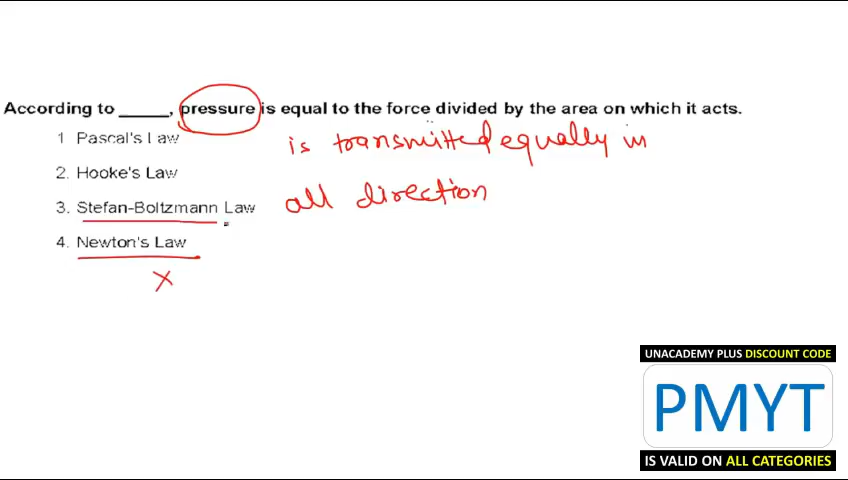 According to _____, pressure is equal to the force divided by the area on which it acts.
1 Pascal's Law
is transmitted equally in
2. Hooke's Law
3. Stefan-Boltzmann Law
all direction
4. Newton's Law
X
UNACADEMY PLUS DISCOUNT CODE
PMYT
IS VALID ON ALL CATEGORIES